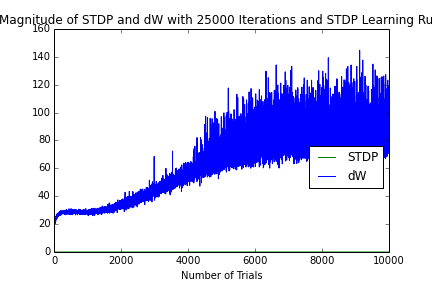 Magnitude of STDP and dW with 25000 Iterations and STDP Learning Ru
160
140
120
100
80
60
40
20
0
STDP
dW
0 2000 4000 6000 8000 10000
Number of Trials